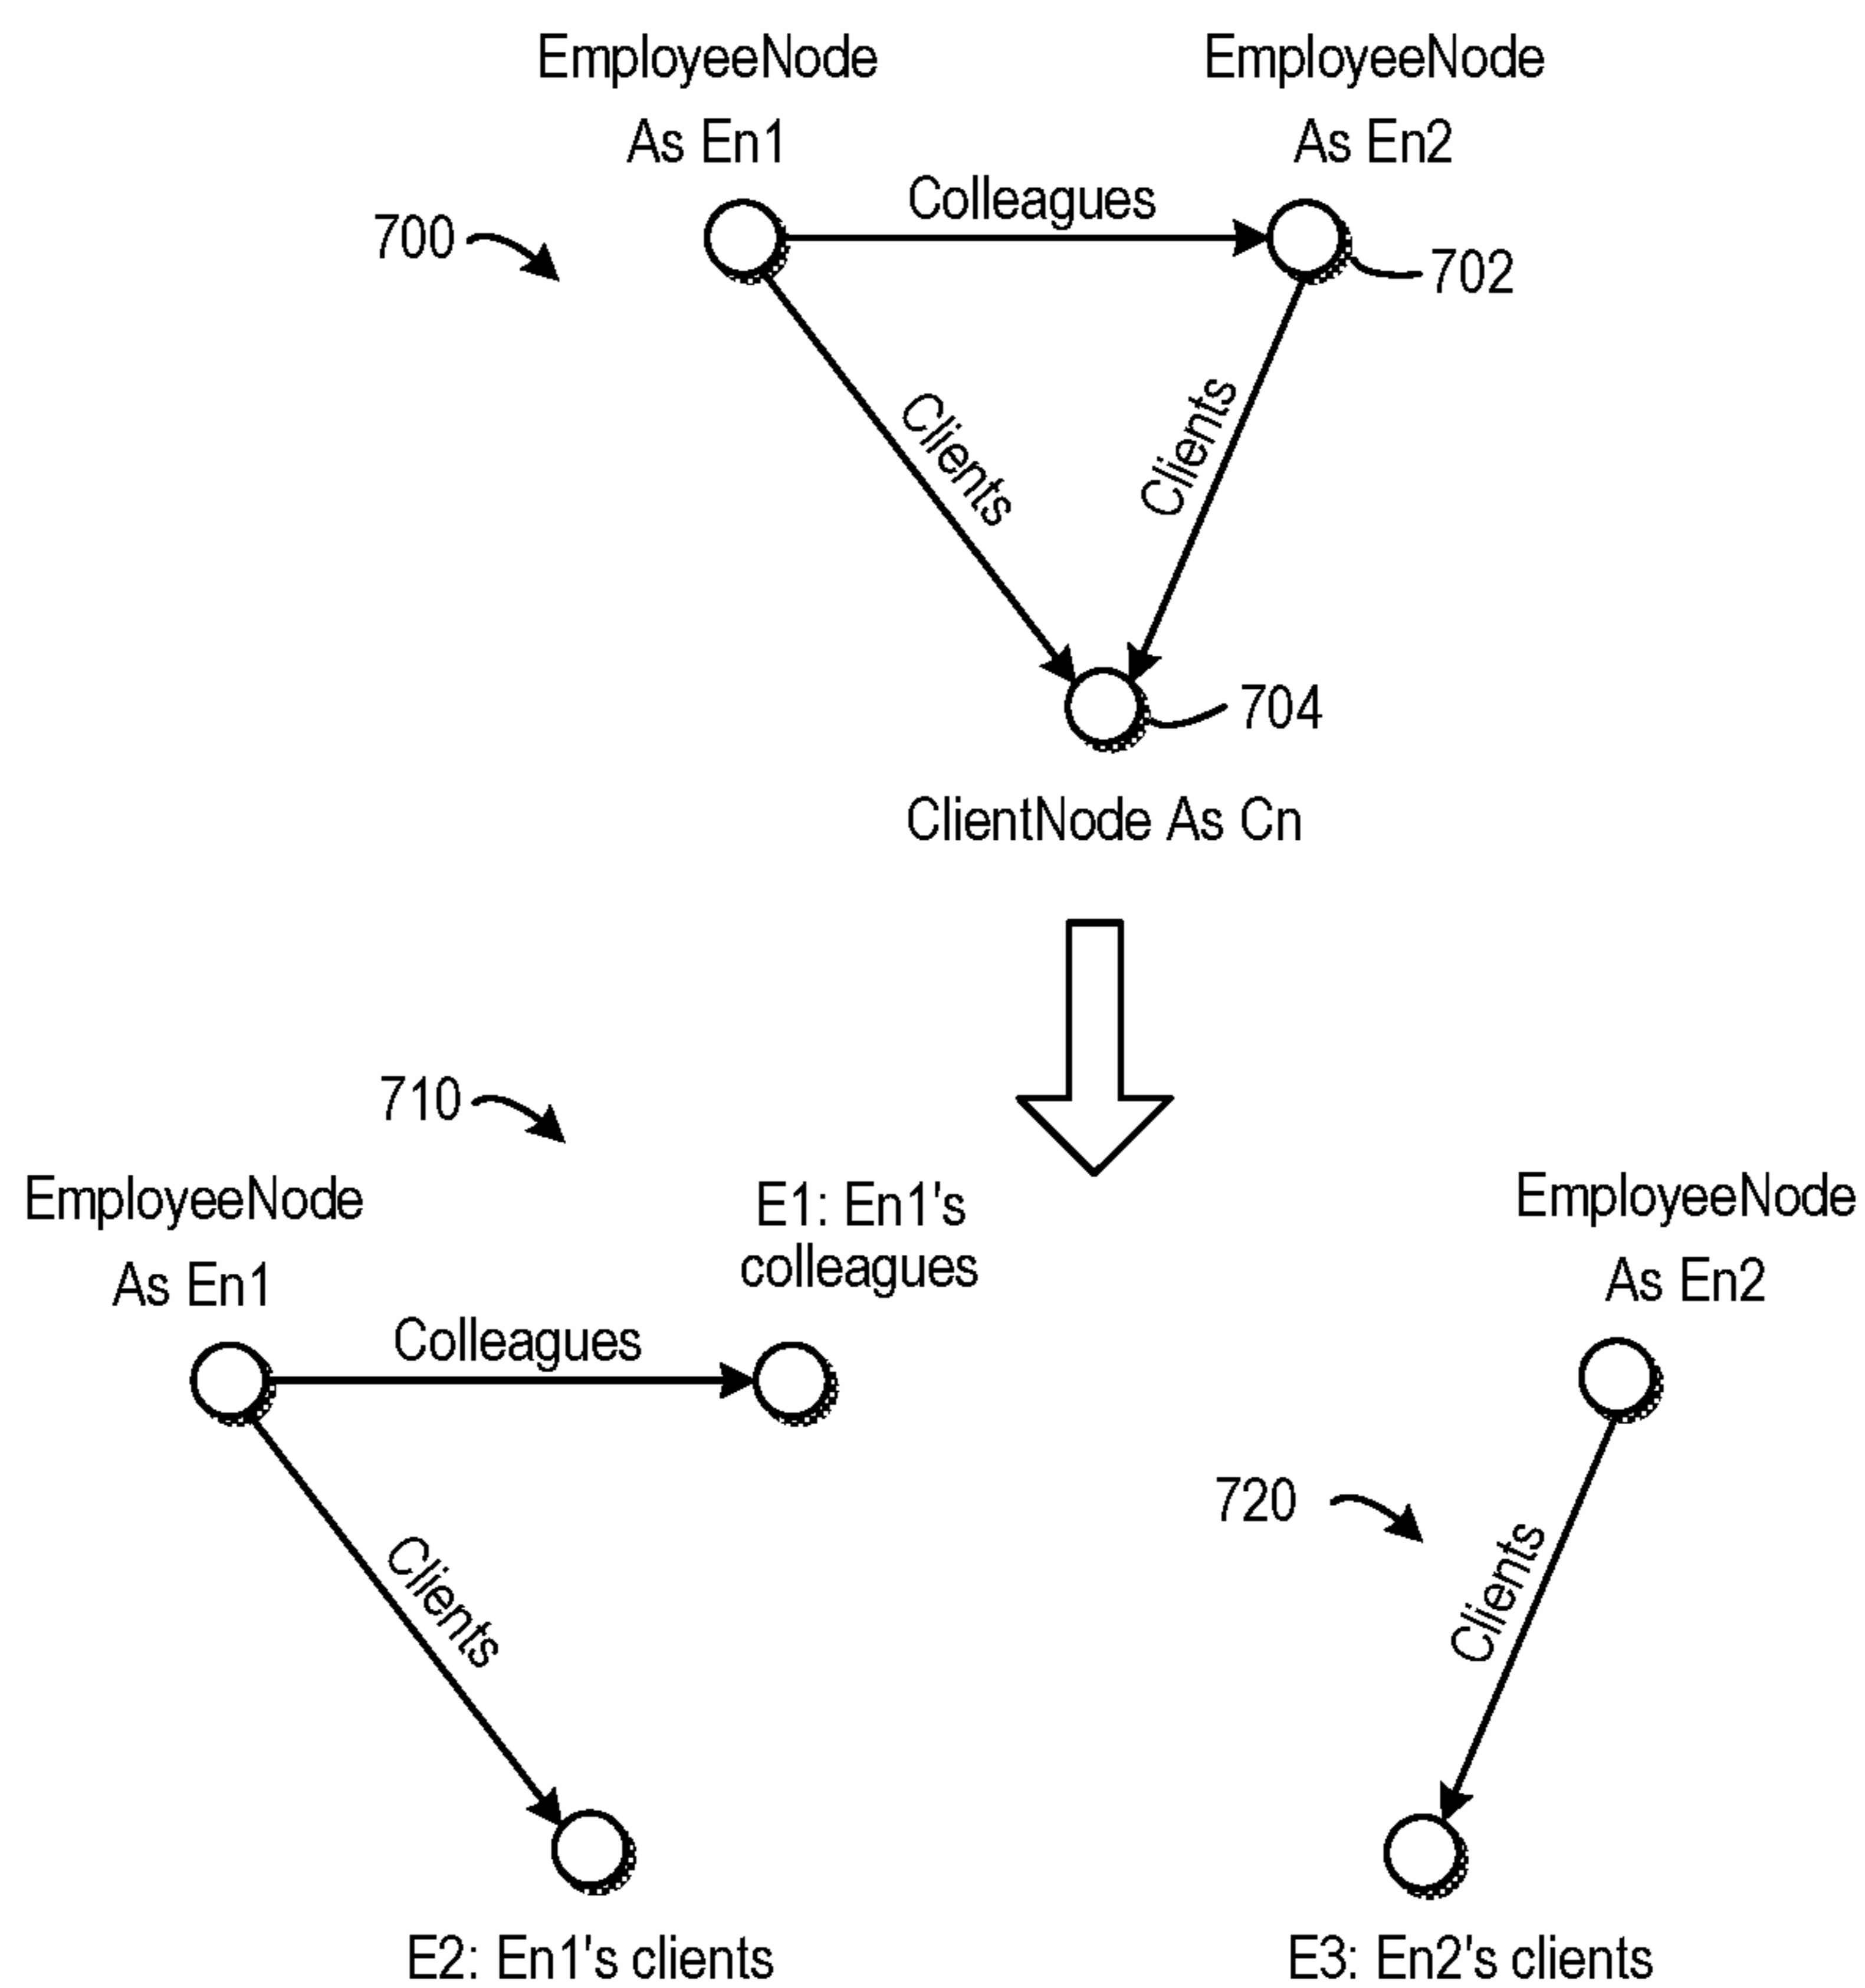 EmployeeNode
As En1
EmployeeNode
As En2
Colleagues
700
702
Clients
Clients
704
ClientNode As Cn
710
EmployeeNode
As En1
E1: En1's
colleagues
EmployeeNode
As En2
Colleagues
720
Clients
Clients
E2: En1's clients
E3: En2's clients